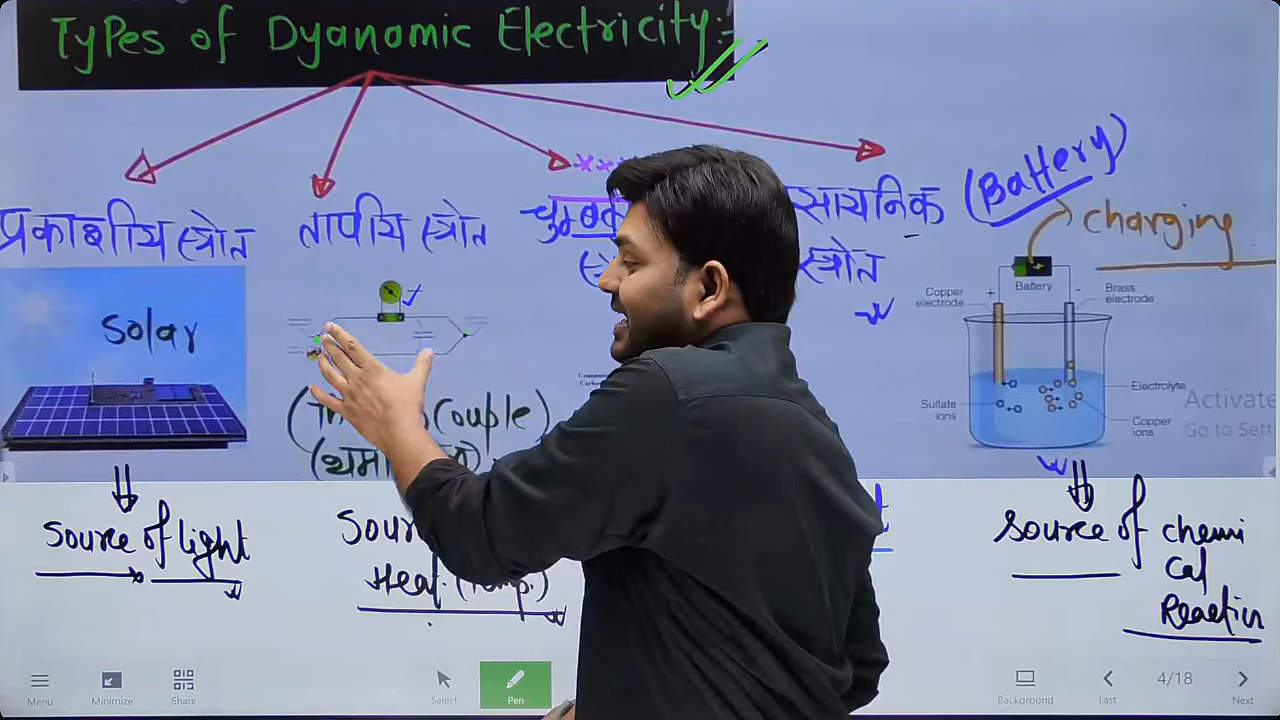 Types of Dyanomic Electricity:-
प्रकाशीय स्त्रोत
तापीय स्त्रोत
सायनिक
स्त्रोत
(Battery)
charging
Solar
Battery
Copper
electrode
+
-
Brass
electrode
Electrolyte
Sulfate
ions
Copper
ions
Couple)
Activate
Go to Sett
Source of light
Heat. (Temp.)
Source of chemi
cal
Reaction
Menu
Minimize
Share
Select
Pen
Background
Last
4/18
Next